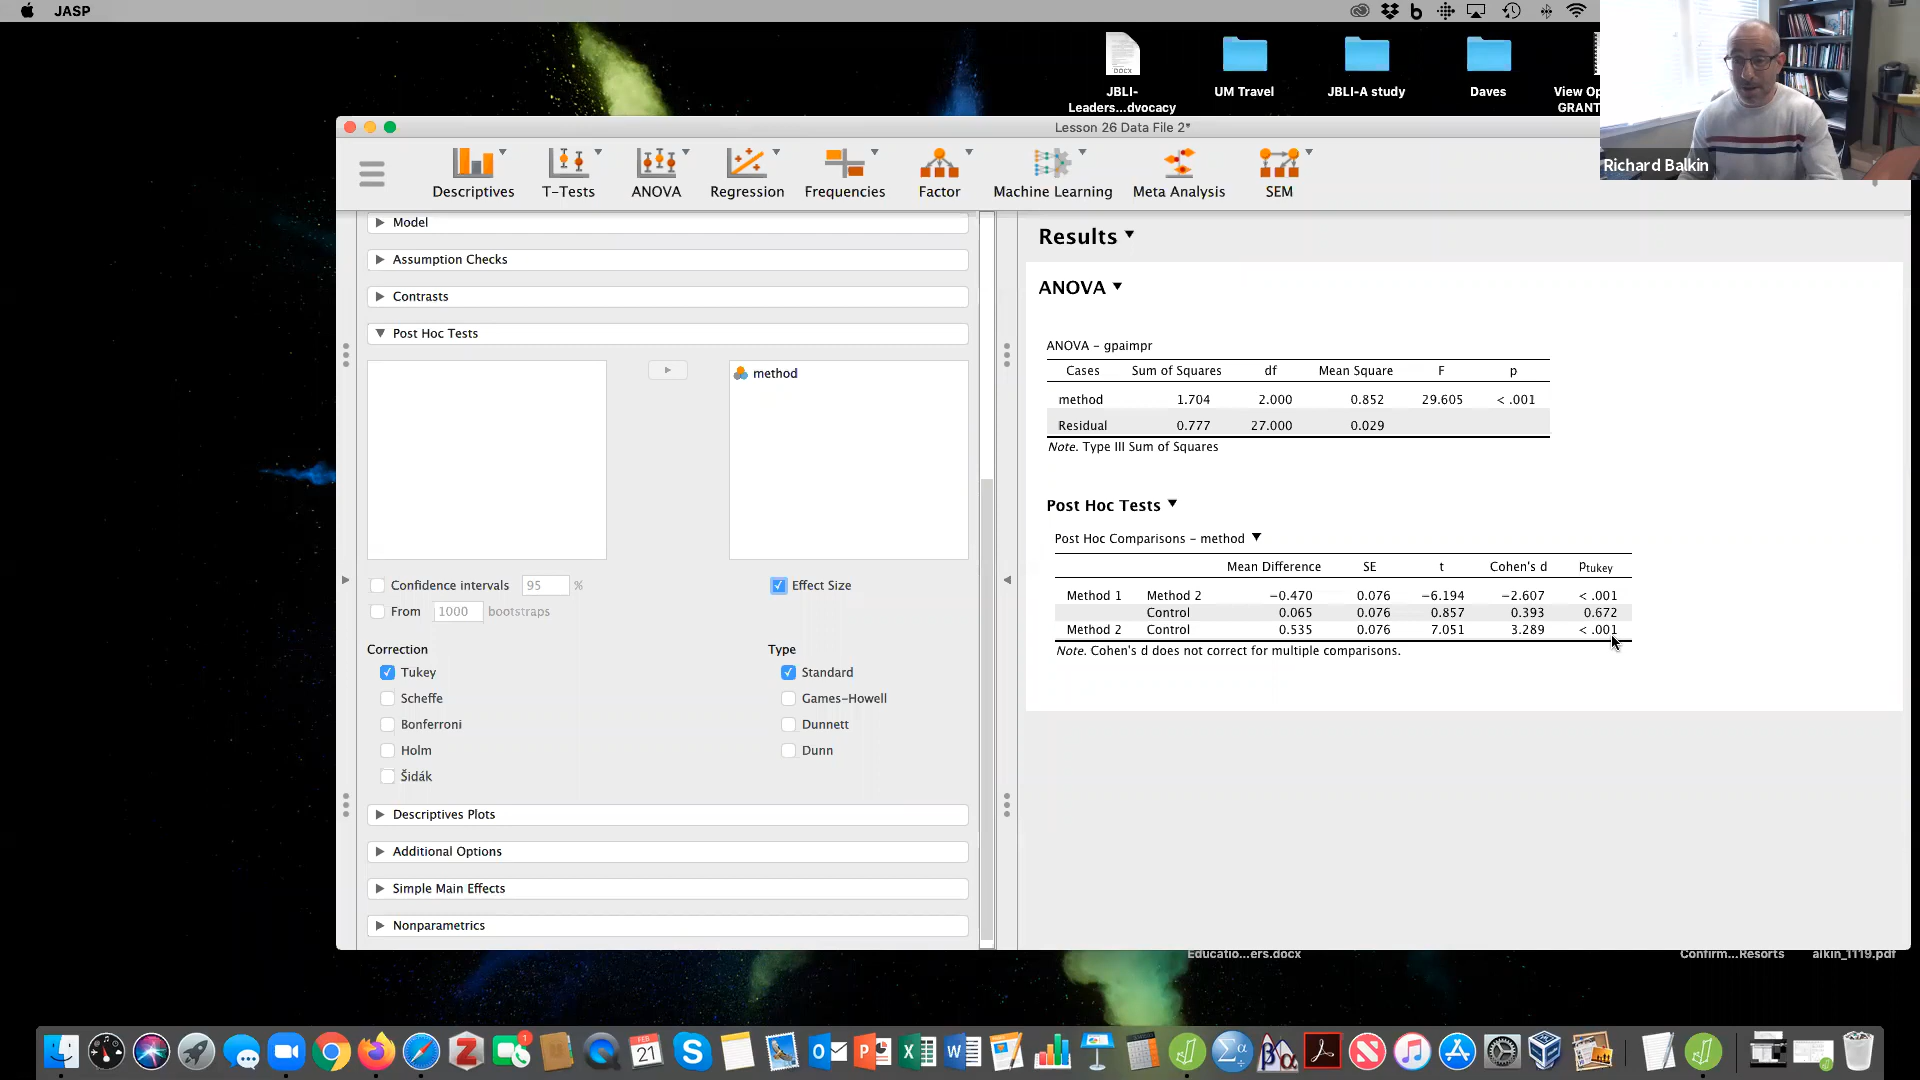 JASP
JBLI-
Leaders...dvocacy
UM Travel
JBLI-A study
Daves
View Op
GRANT
DOCX
Richard Balkin
Lesson 26 Data File 2*
Descriptives
T-Tests
ANOVA
Regression
Frequencies
Factor
Machine Learning
Meta Analysis
SEM
Model
Assumption Checks
Contrasts
Post Hoc Tests
method
Confidence intervals 95 %
From 1000 bootstraps
Effect Size
Correction
Tukey
Scheffe
Bonferroni
Holm
Šidák
Type
Standard
Games-Howell
Dunnett
Dunn
Descriptives Plots
Additional Options
Simple Main Effects
Nonparametrics
Results
ANOVA
ANOVA - gpaimpr
Cases Sum of Squares df Mean Square F p
method 1.704 2.000 0.852 29.605 < .001
Residual 0.777 27.000 0.029
Note. Type III Sum of Squares
Post Hoc Tests
Post Hoc Comparisons - method
Mean Difference SE t Cohen's d ptukey
Method 1 Method 2 −0.470 0.076 −6.194 −2.607 < .001
Control 0.065 0.076 0.857 0.393 0.672
Method 2 Control 0.535 0.076 7.051 3.289 < .001
Note. Cohen's d does not correct for multiple comparisons.
Educatio...ers.docx
Confirm...Resorts
alkin_1119.pdf
FEB
21
1